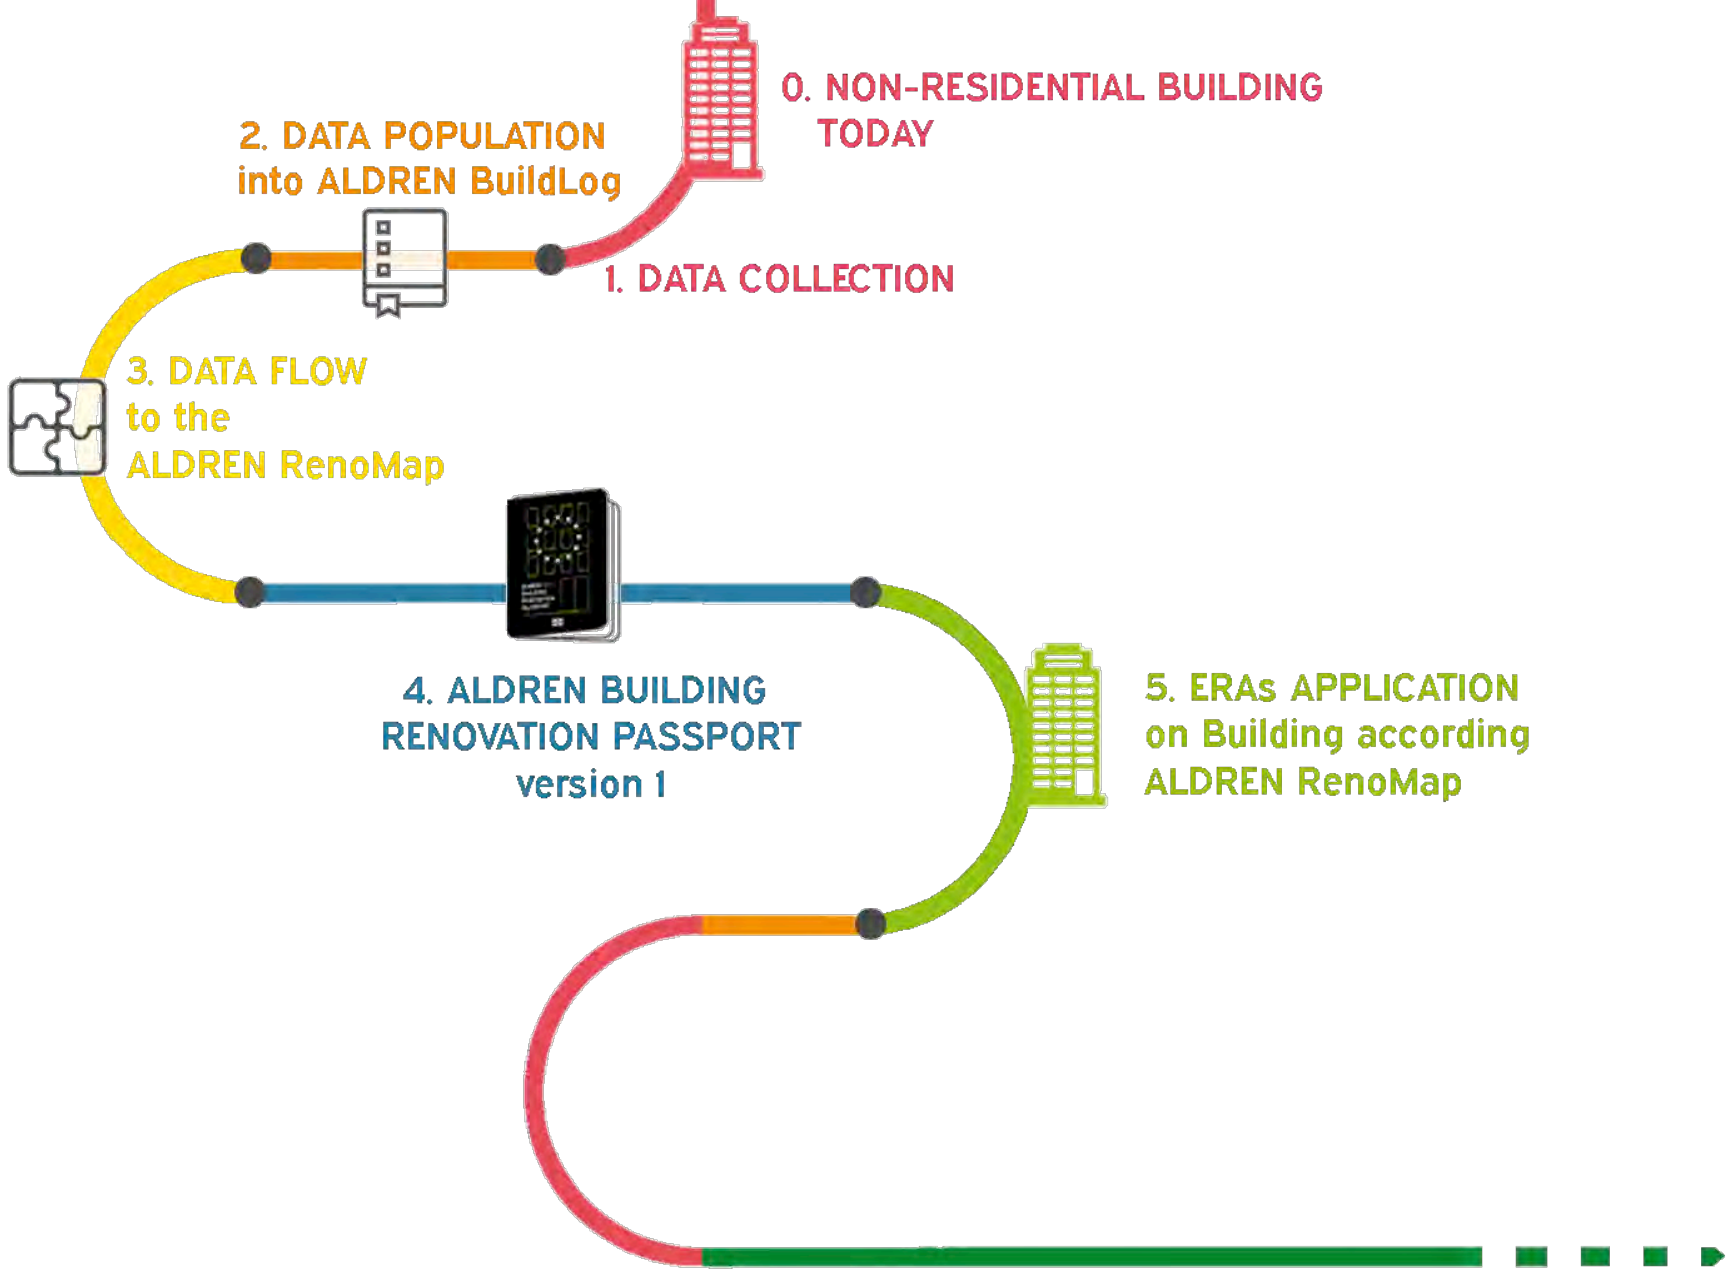 0. NON-RESIDENTIAL BUILDING
TODAY
1. DATA COLLECTION
2. DATA POPULATION
into ALDREN BuildLog
3. DATA FLOW
to the
ALDREN RenoMap
4. ALDREN BUILDING
RENOVATION PASSPORT
version 1
5. ERAs APPLICATION
on Building according
ALDREN RenoMap